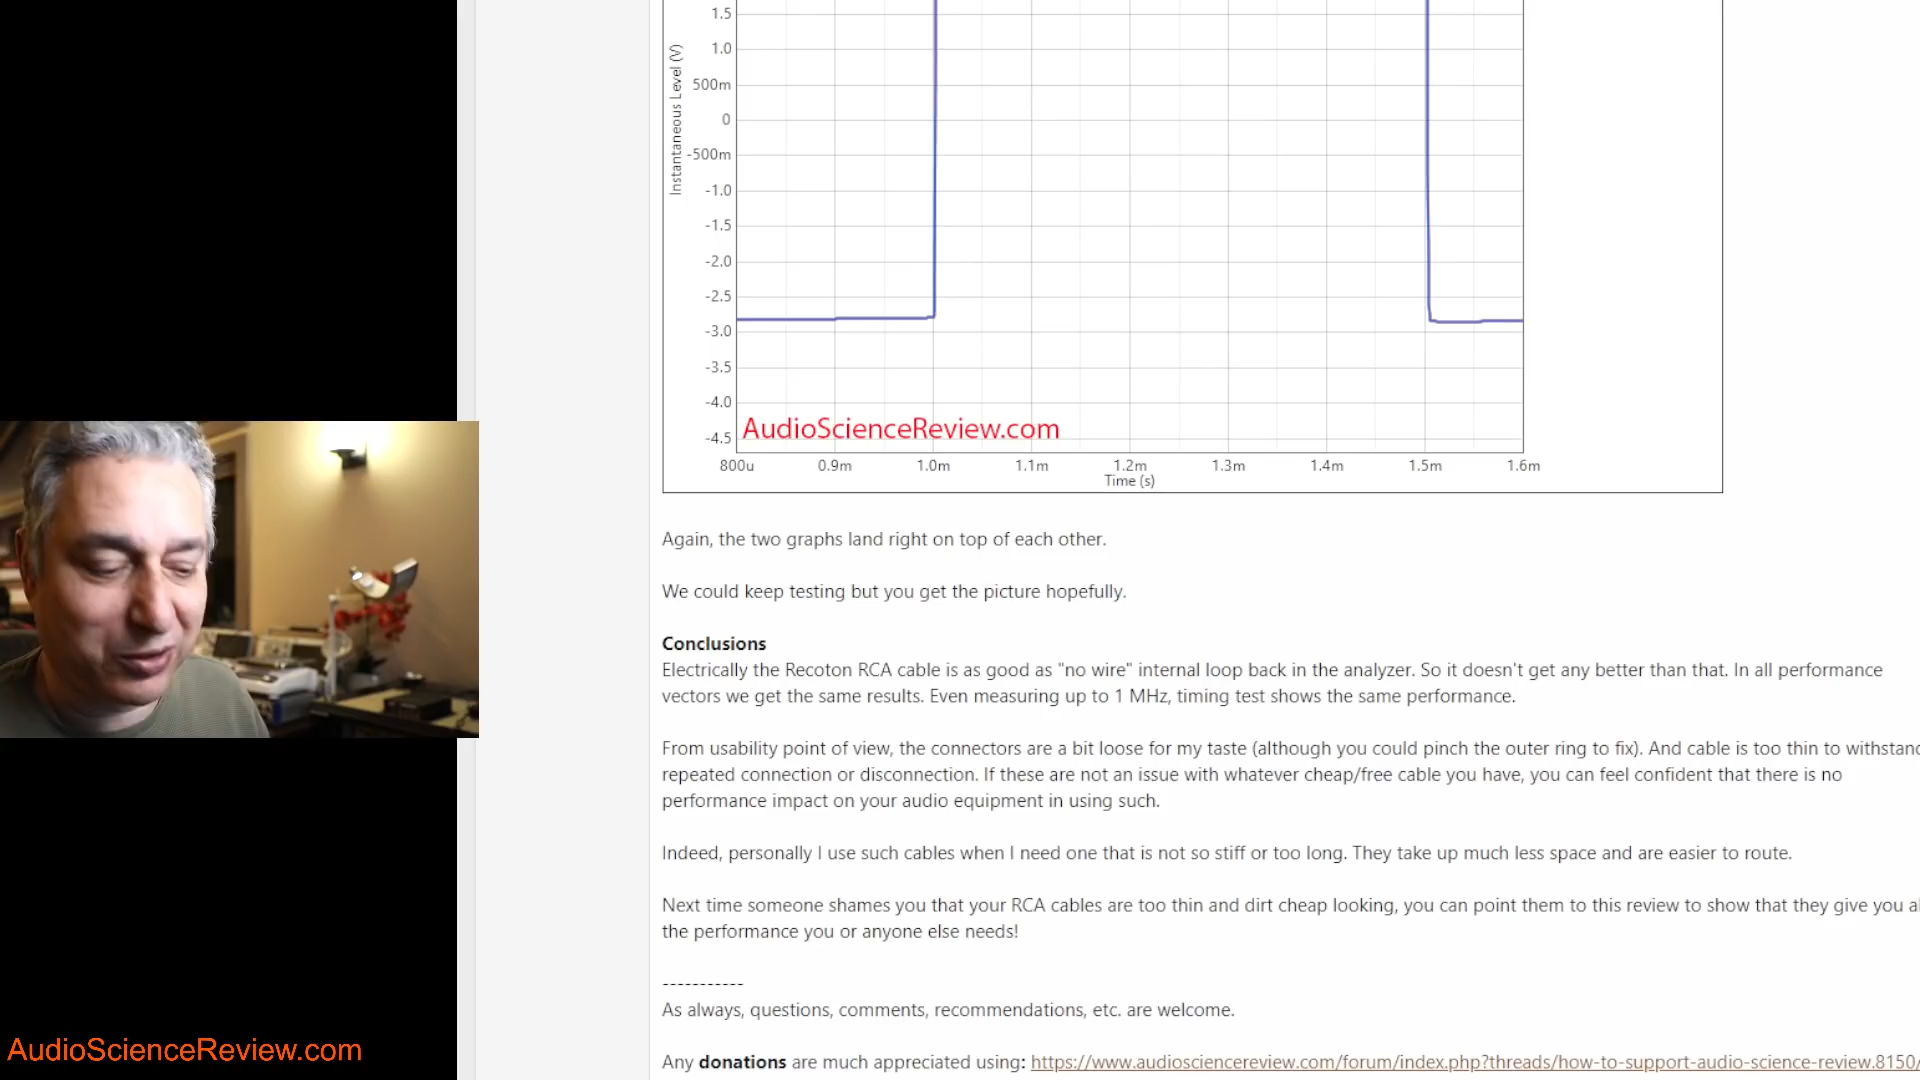 1.5
1.0
500m
0
-500m
-1.0
-1.5
-2.0
-2.5
-3.0
-3.5
-4.0
-4.5
Instantaneous Level (V)
AudioScienceReview.com
800u 0.9m 1.0m 1.1m 1.2m 1.3m 1.4m 1.5m 1.6m
Time (s)
Again, the two graphs land right on top of each other.
We could keep testing but you get the picture hopefully.
Conclusions
Electrically the Recoton RCA cable is as good as "no wire" internal loop back in the analyzer. So it doesn't get any better than that. In all performance
vectors we get the same results. Even measuring up to 1 MHz, timing test shows the same performance.
From usability point of view, the connectors are a bit loose for my taste (although you could pinch the outer ring to fix). And cable is too thin to withstand
repeated connection or disconnection. If these are not an issue with whatever cheap/free cable you have, you can feel confident that there is no
performance impact on your audio equipment in using such.
Indeed, personally I use such cables when I need one that is not so stiff or too long. They take up much less space and are easier to route.
Next time someone shames you that your RCA cables are too thin and dirt cheap looking, you can point them to this review to show that they give you al
the performance you or anyone else needs!
-----------
As always, questions, comments, recommendations, etc. are welcome.
Any donations are much appreciated using: https://www.audiosciencereview.com/forum/index.php?threads/how-to-support-audio-science-review.8150/
AudioScienceReview.com